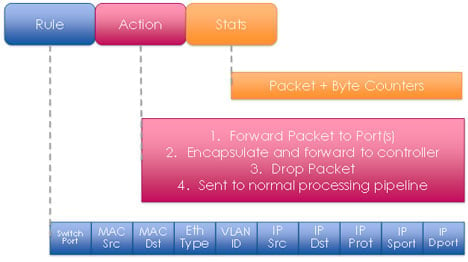 Rule Action Stats
Packet + Byte Counters
1. Forward Packet to Port(s)
2. Encapsulate and forward to controller
3. Drop Packet
4. Sent to normal processing pipeline
Switch Port
MAC Src
MAC Dst
Eth Type
VLAN ID
IP Src
IP Dst
IP Prot
IP Sport
IP Dport